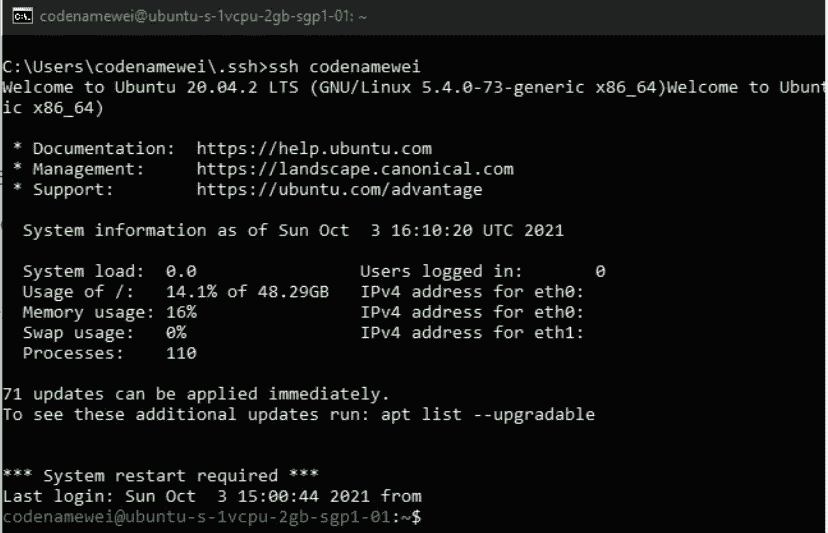 codenamewei@ubuntu-s-1vcpu-2gb-sgp1-01: ~
C:\Users\codenamewei\.ssh>ssh codenamewei
Welcome to Ubuntu 20.04.2 LTS (GNU/Linux 5.4.0-73-generic x86_64)Welcome to Ubunt
ic x86_64)
* Documentation:  https://help.ubuntu.com
* Management:     https://landscape.canonical.com
* Support:        https://ubuntu.com/advantage
System information as of Sun Oct  3 16:10:20 UTC 2021
System load:  0.0                Users logged in:       0
Usage of /:   14.1% of 48.29GB   IPv4 address for eth0:
Memory usage: 16%                IPv4 address for eth0:
Swap usage:   0%                 IPv4 address for eth1:
Processes:    110
71 updates can be applied immediately.
To see these additional updates run: apt list --upgradable
*** System restart required ***
Last login: Sun Oct  3 15:00:44 2021 from
codenamewei@ubuntu-s-1vcpu-2gb-sgp1-01:~$